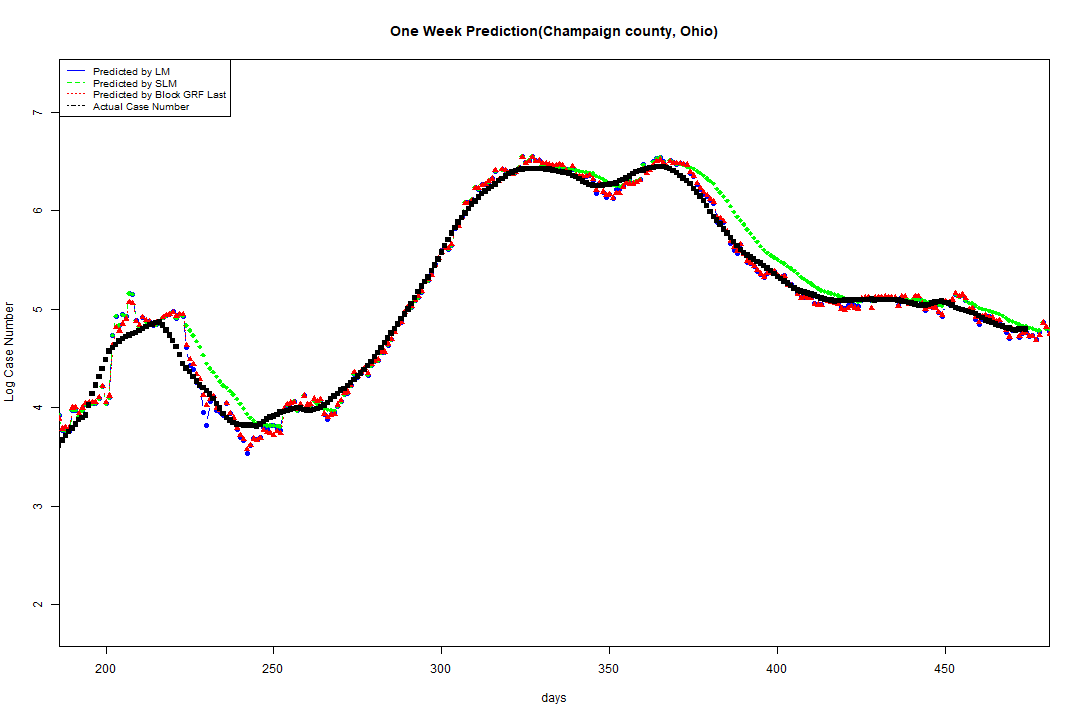 One Week Prediction(Champaign county, Ohio)
Predicted by LM
Predicted by SLM
Predicted by Block GRF Last
Actual Case Number
7
6
5
4
3
2
Log Case Number
200 250 300 350 400 450
days